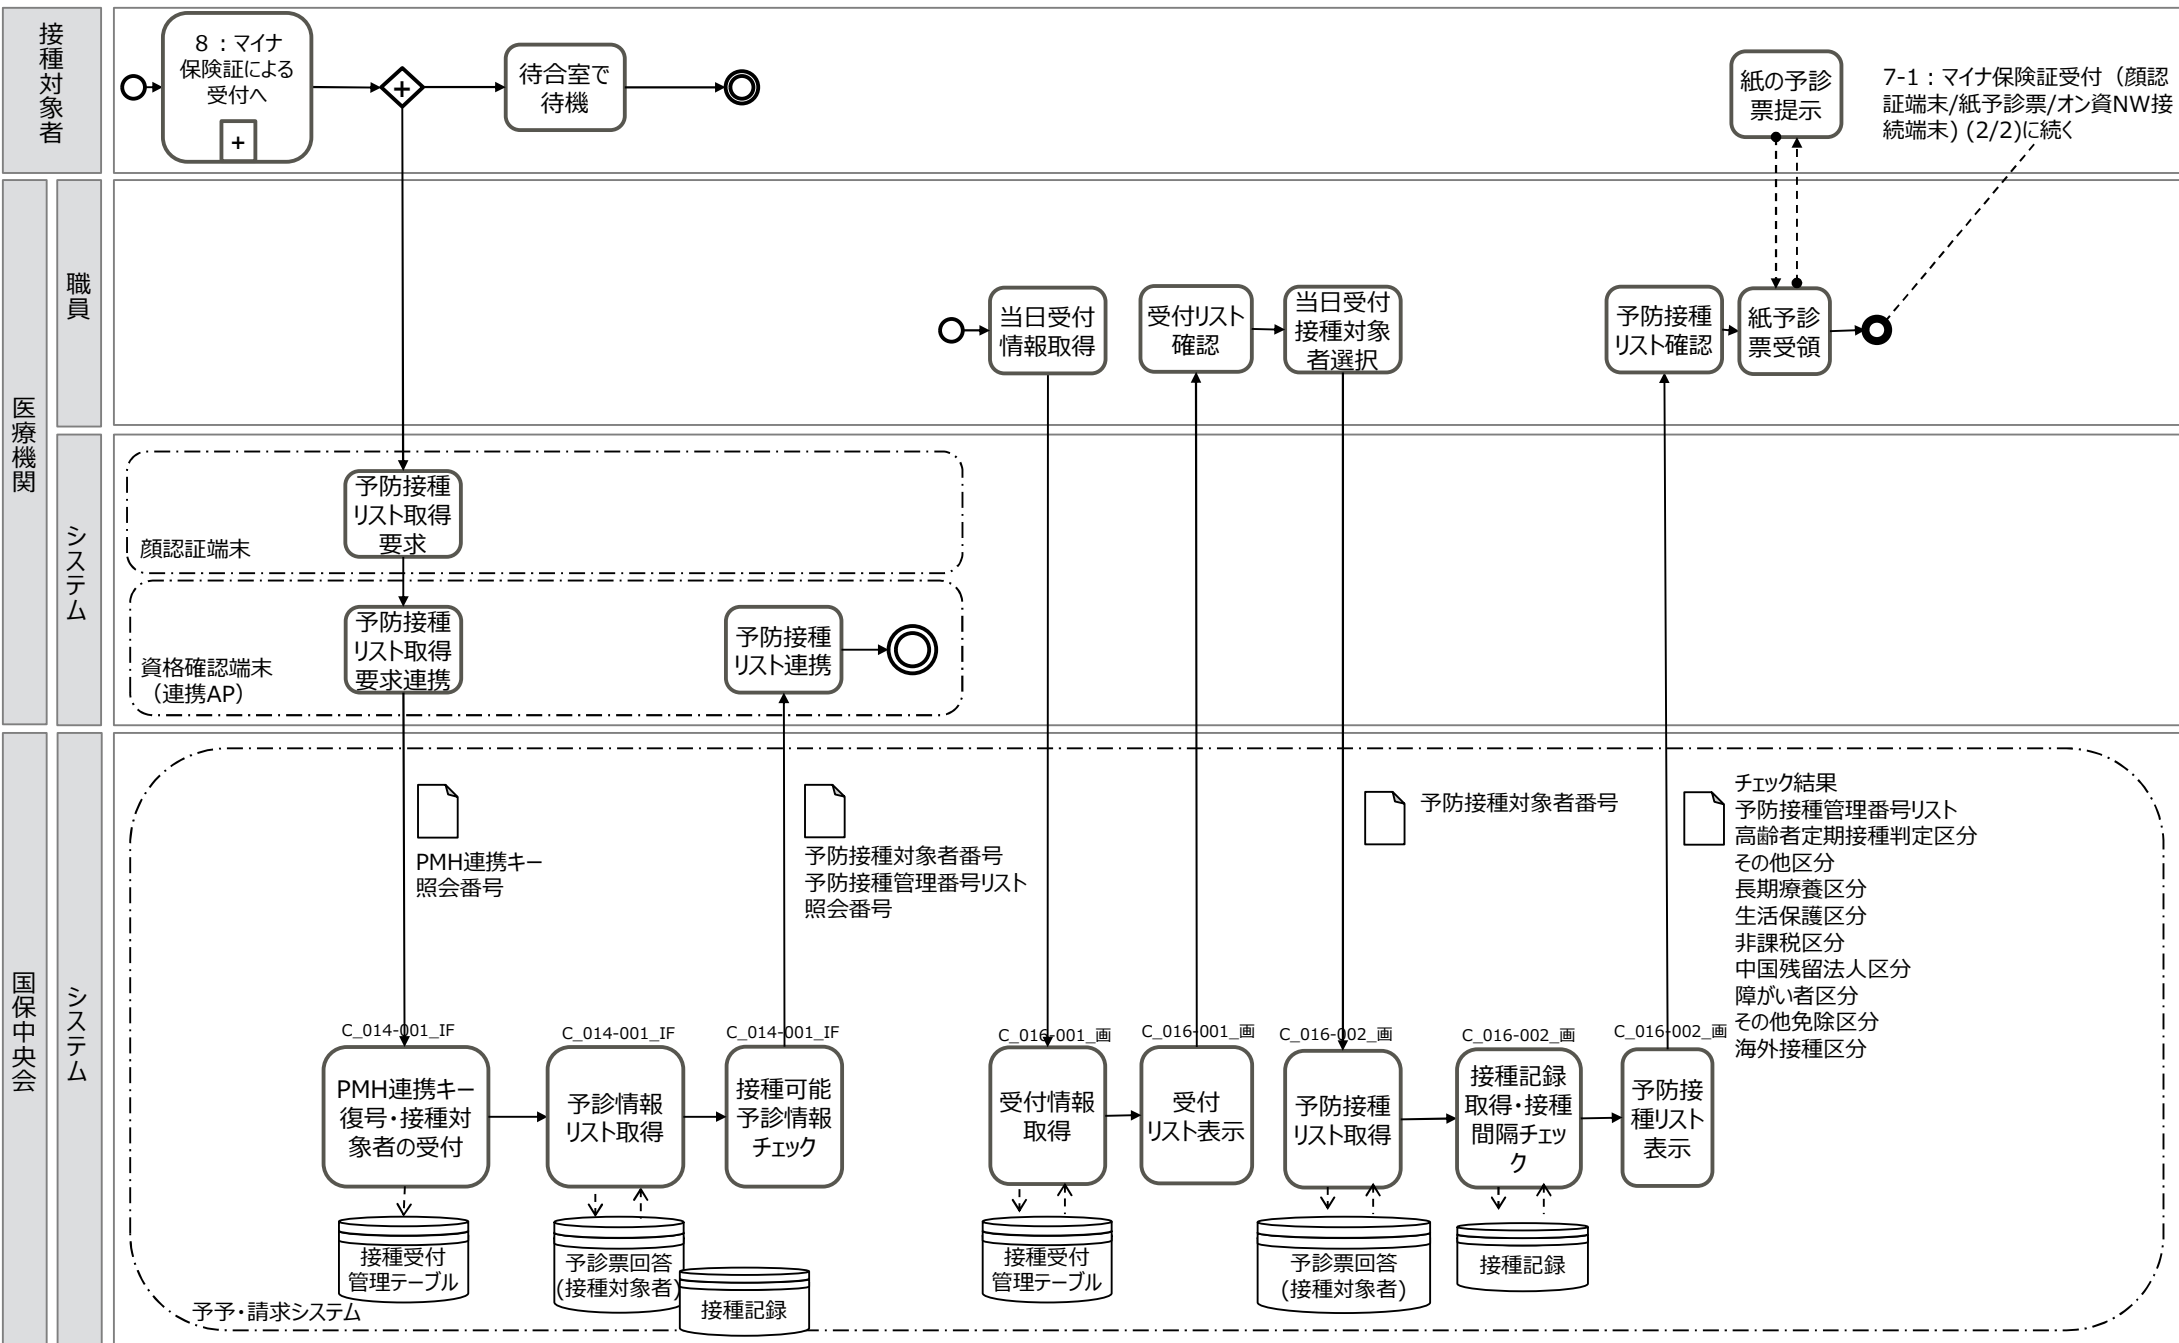 接種対象者
8：マイナ
保険証による
受付へ
+
+
待合室で
待機
紙の予診
票提示
7-1：マイナ保険証受付（顔認
証端末/紙予診票/オン資NW接
続端末) (2/2)に続く
医療機関
職員
当日受付
情報取得
受付リスト
確認
当日受付
接種対象
者選択
予防接種
リスト確認
紙予診
票受領
システム
予防接種
リスト取得
要求
顔認証端末
予防接種
リスト取得
要求連携
予防接種
リスト連携
資格確認端末
（連携AP）
国保中央会
システム
PMH連携キー
照会番号
予防接種対象者番号
予防接種管理番号リスト
照会番号
予防接種対象者番号
チェック結果
予防接種管理番号リスト
高齢者定期接種判定区分
その他区分
長期療養区分
生活保護区分
非課税区分
中国残留法人区分
障がい者区分
その他免除区分
海外接種区分
C_014-001_IF
C_014-001_IF
C_014-001_IF
C_016-001_画
C_016-001_画
C_016-002_画
C_016-002_画
C_016-002_画
PMH連携キー
復号・接種対
象者の受付
予診情報
リスト取得
接種可能
予診情報
チェック
受付情報
取得
受付
リスト表示
予防接種
リスト取得
接種記録
取得・接種
間隔チェッ
ク
予防接
種リスト
表示
接種受付
管理テーブル
予診票回答
(接種対象者)
接種記録
接種受付
管理テーブル
予診票回答
(接種対象者)
接種記録
予予・請求システム